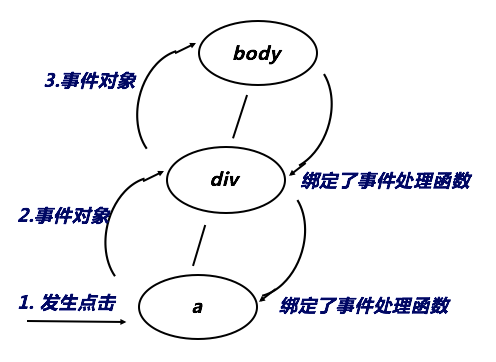 body
3.事件对象
div
绑定了事件处理函数
2.事件对象
1. 发生点击
a
绑定了事件处理函数